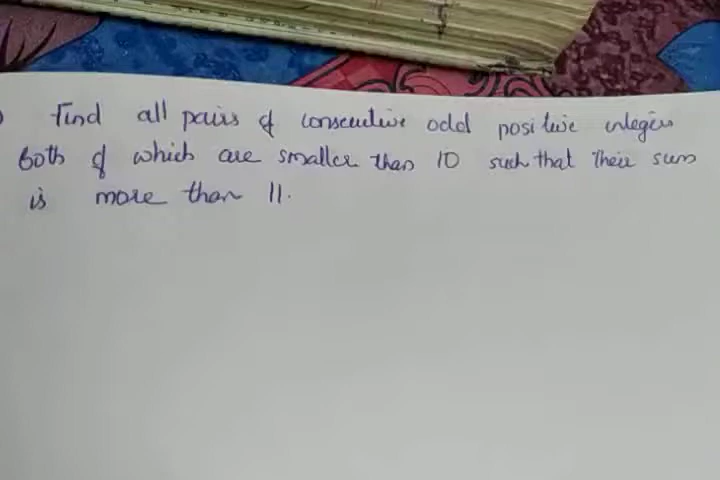 ) Find all pairs of consecutive odd positive integers
both of which are smaller than 10 such that their sum
is more than 11.